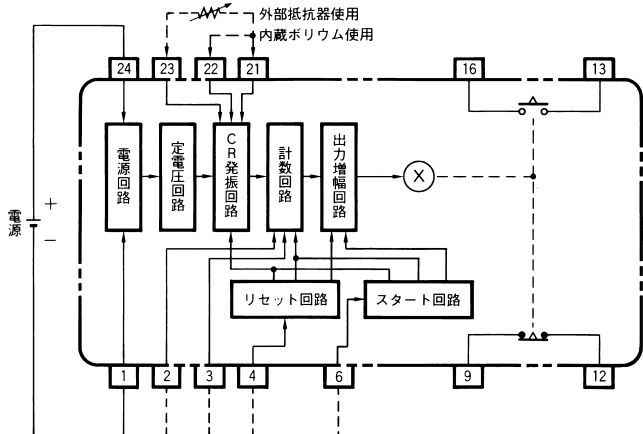 外部抵抗器使用
内蔵ボリウム使用
24
23
22
21
16
13
電源回路
定電圧回路
CR発振回路
計数回路
出力増幅回路
X
電源
+
−
リセット回路
スタート回路
1
2
3
4
6
9
12